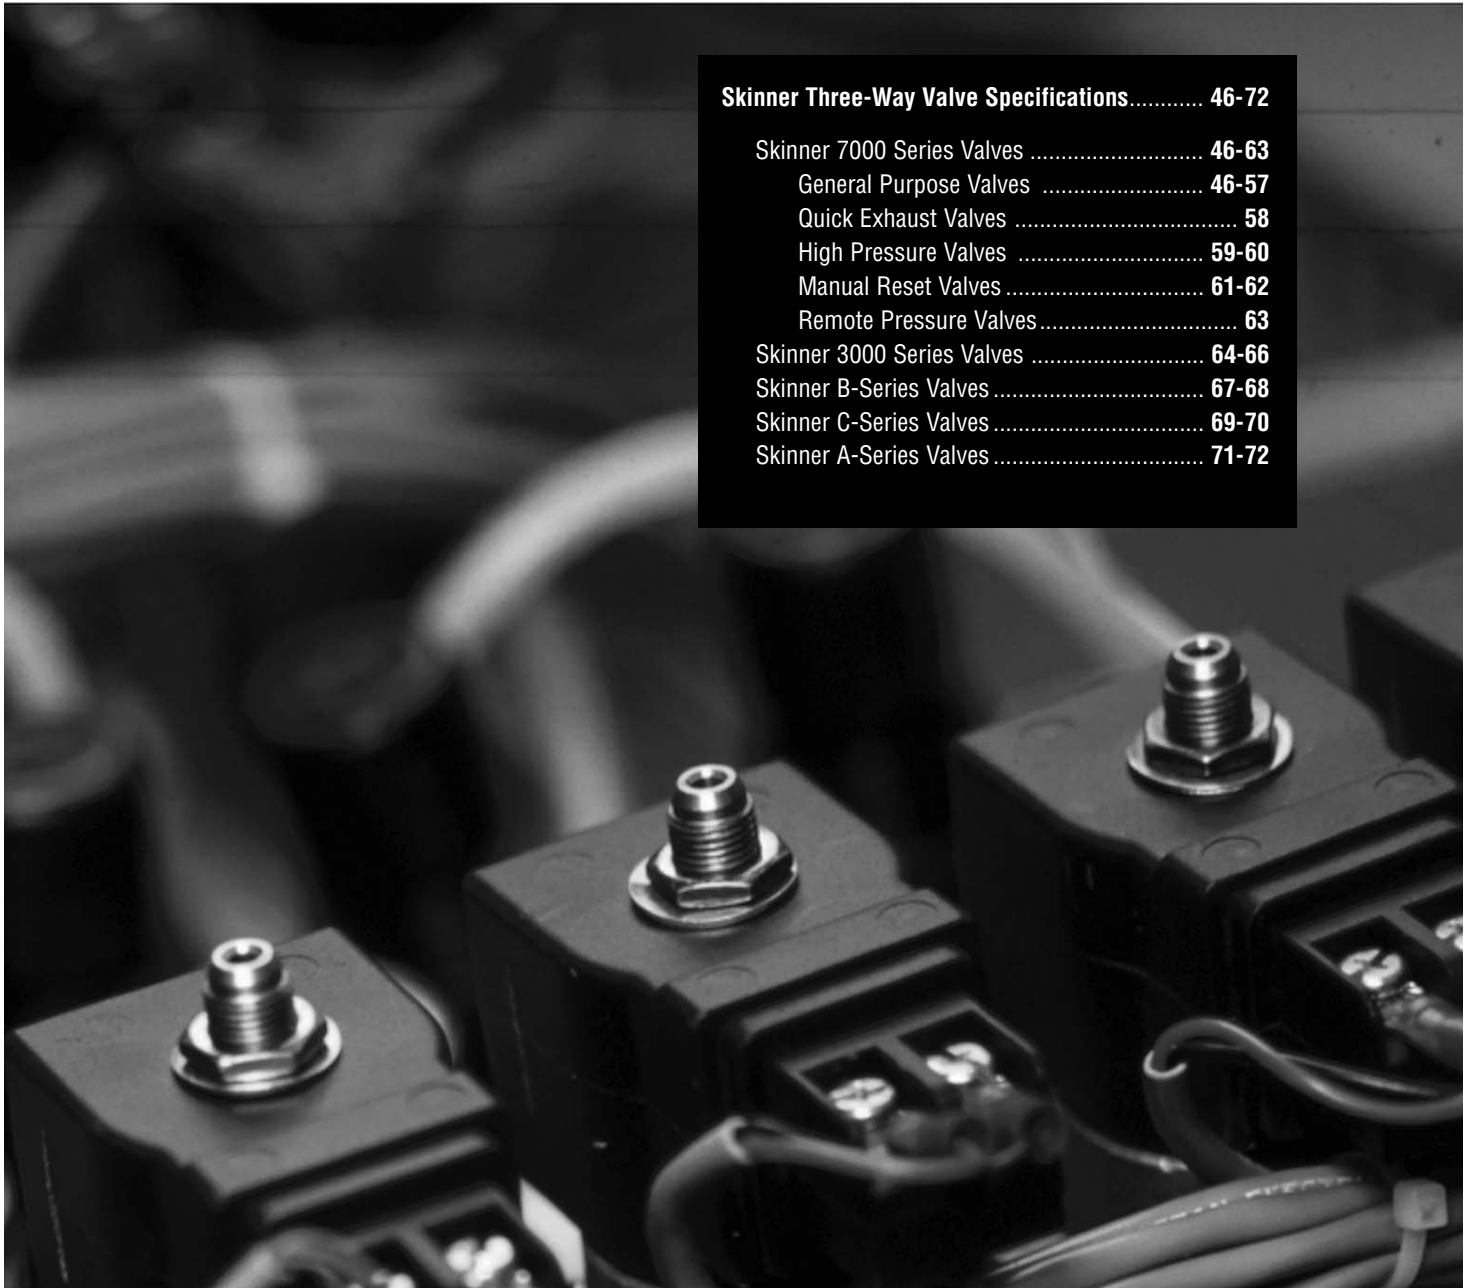 Skinner Three-Way Valve Specifications............ 46-72
Skinner 7000 Series Valves ............................ 46-63
General Purpose Valves .......................... 46-57
Quick Exhaust Valves .................................... 58
High Pressure Valves .............................. 59-60
Manual Reset Valves ................................ 61-62
Remote Pressure Valves................................ 63
Skinner 3000 Series Valves ............................ 64-66
Skinner B-Series Valves .................................. 67-68
Skinner C-Series Valves .................................. 69-70
Skinner A-Series Valves .................................. 71-72